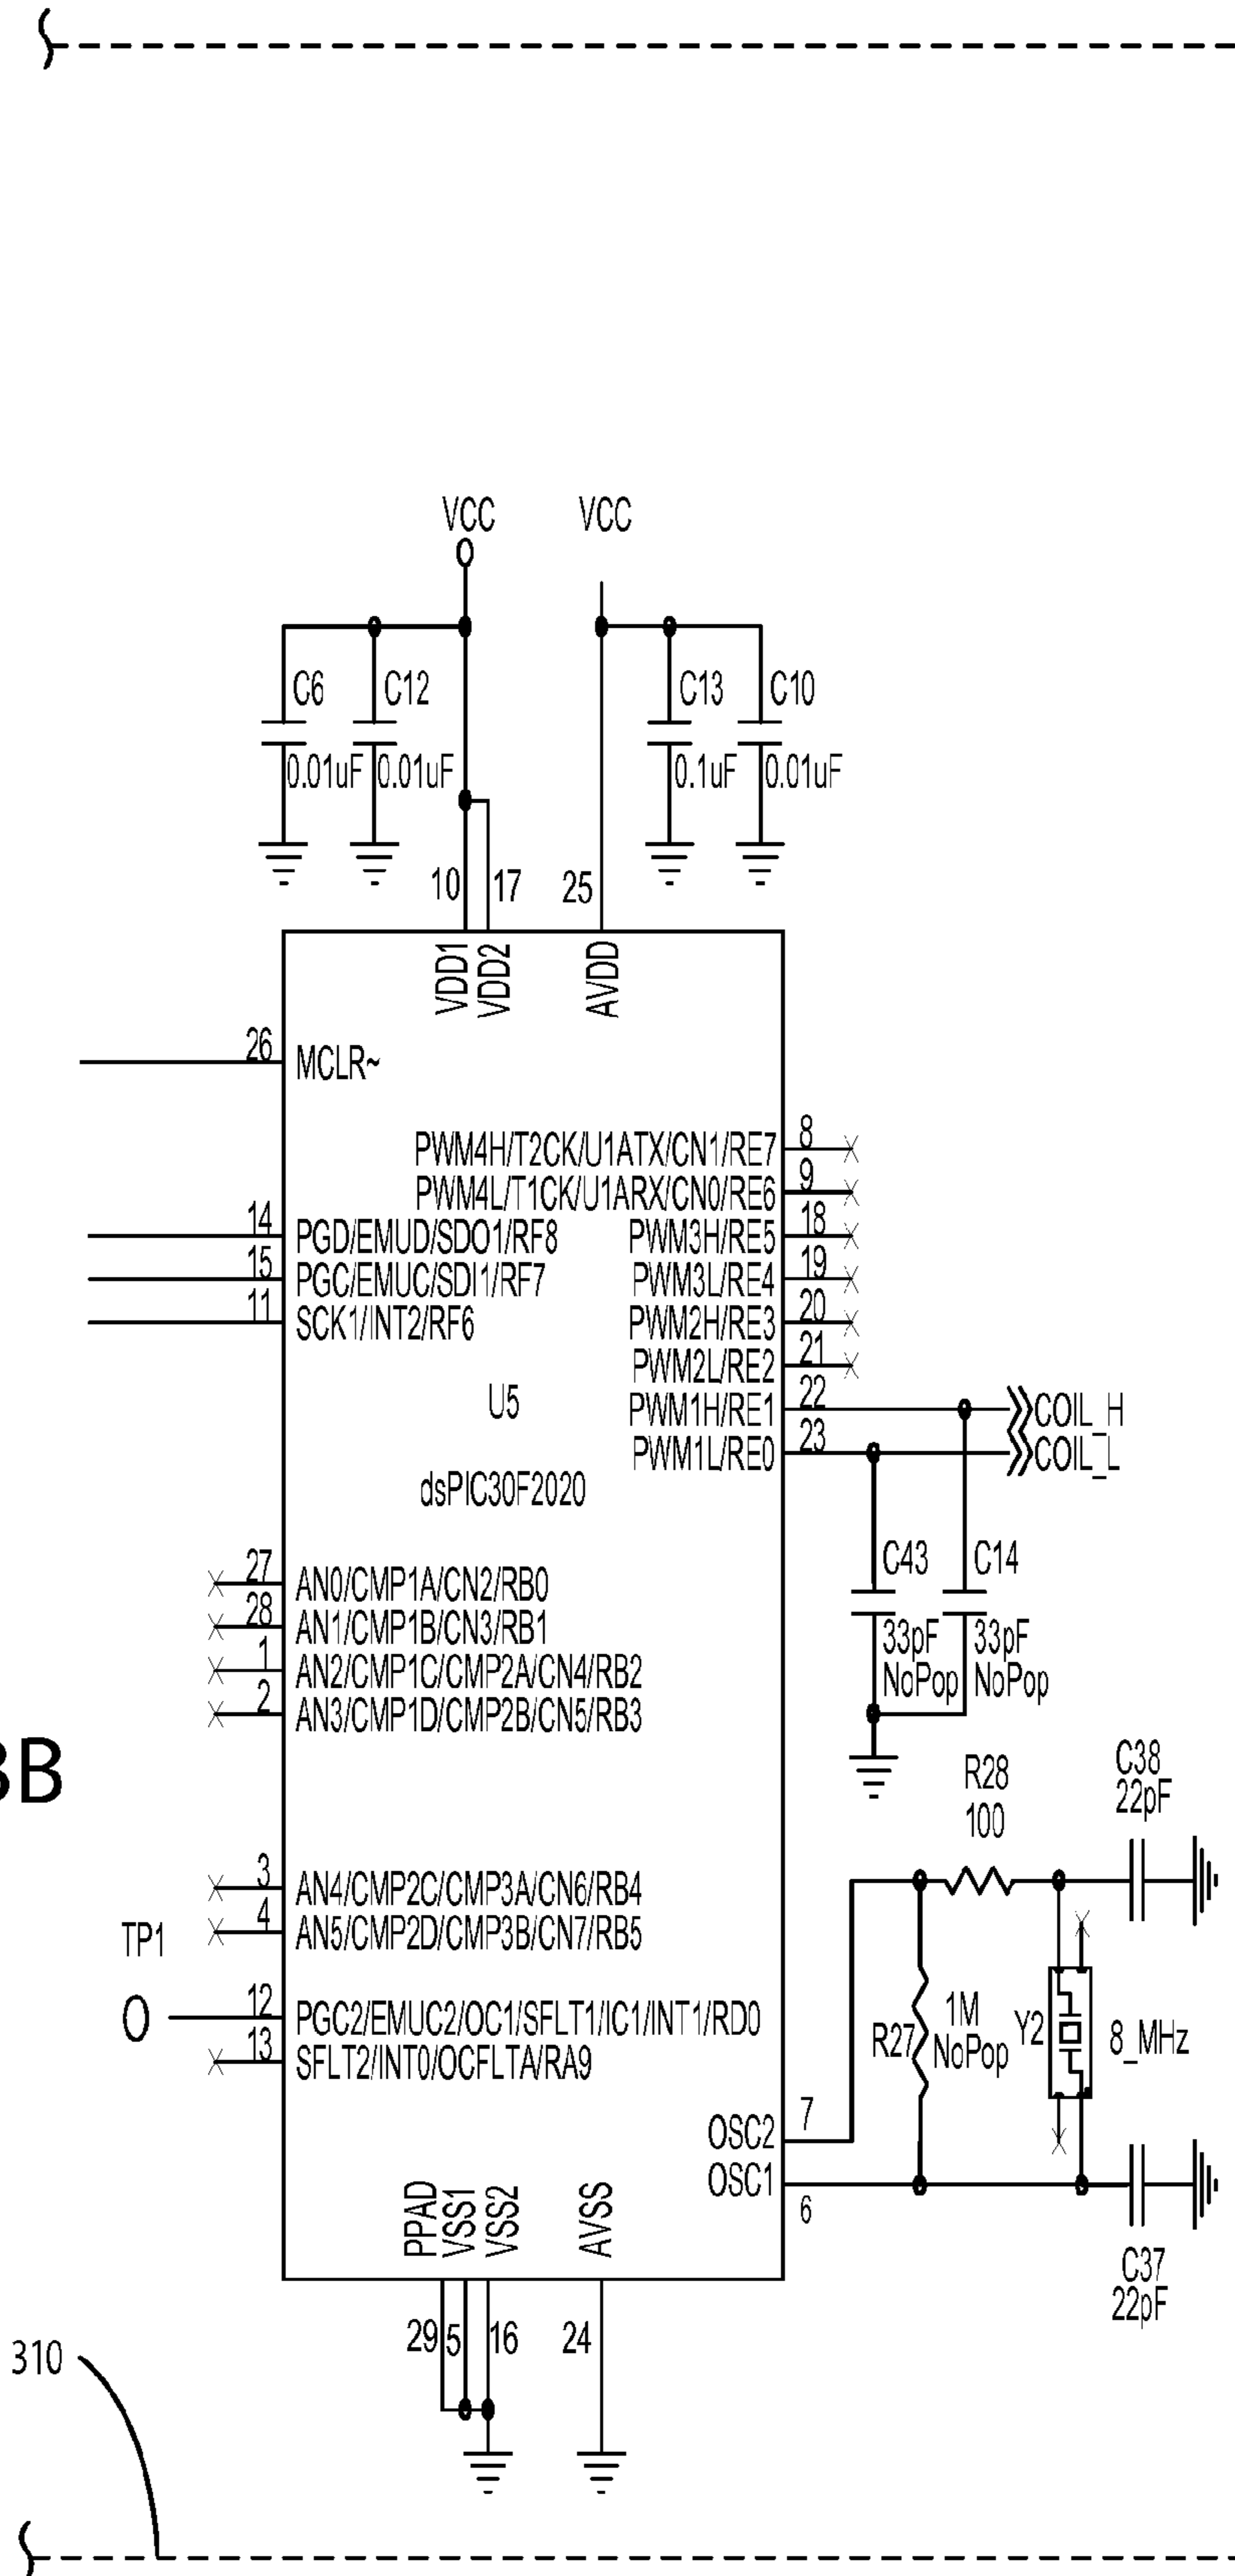 VCC VCC
C6 C12 C13 C10
0.01uF 0.01uF 0.1uF 0.01uF
10 17 25
VDD1 VDD2 AVDD
26 MCLR~
PWM4H/T2CK/U1ATX/CN1/RE7 8
PWM4L/T1CK/U1ARX/CN0/RE6 9
14 PGD/EMUD/SDO1/RF8 PWM3H/RE5 18
15 PGC/EMUC/SDI1/RF7 PWM3L/RE4 19
11 SCK1/INT2/RF6 PWM2H/RE3 20
PWM2L/RE2 21
U5 PWM1H/RE1 22 COIL_H
PWM1L/RE0 23 COIL_L
dsPIC30F2020
C43 C14
27 AN0/CMP1A/CN2/RB0
28 AN1/CMP1B/CN3/RB1
33pF 33pF
1 AN2/CMP1C/CMP2A/CN4/RB2 NoPop NoPop
2 AN3/CMP1D/CMP2B/CN5/RB3
3B
R28 C38
100 22pF
3 AN4/CMP2C/CMP3A/CN6/RB4
4 AN5/CMP2D/CMP3B/CN7/RB5
TP1
12 PGC2/EMUC2/OC1/SFLT1/IC1/INT1/RD0
13 SFLT2/INT0/OCFLTA/RA9
R27 1M Y2 8_MHz
NoPop
OSC2 7
OSC1 6
PPAD VSS1 VSS2 AVSS
C37
22pF
29 5 16 24
310